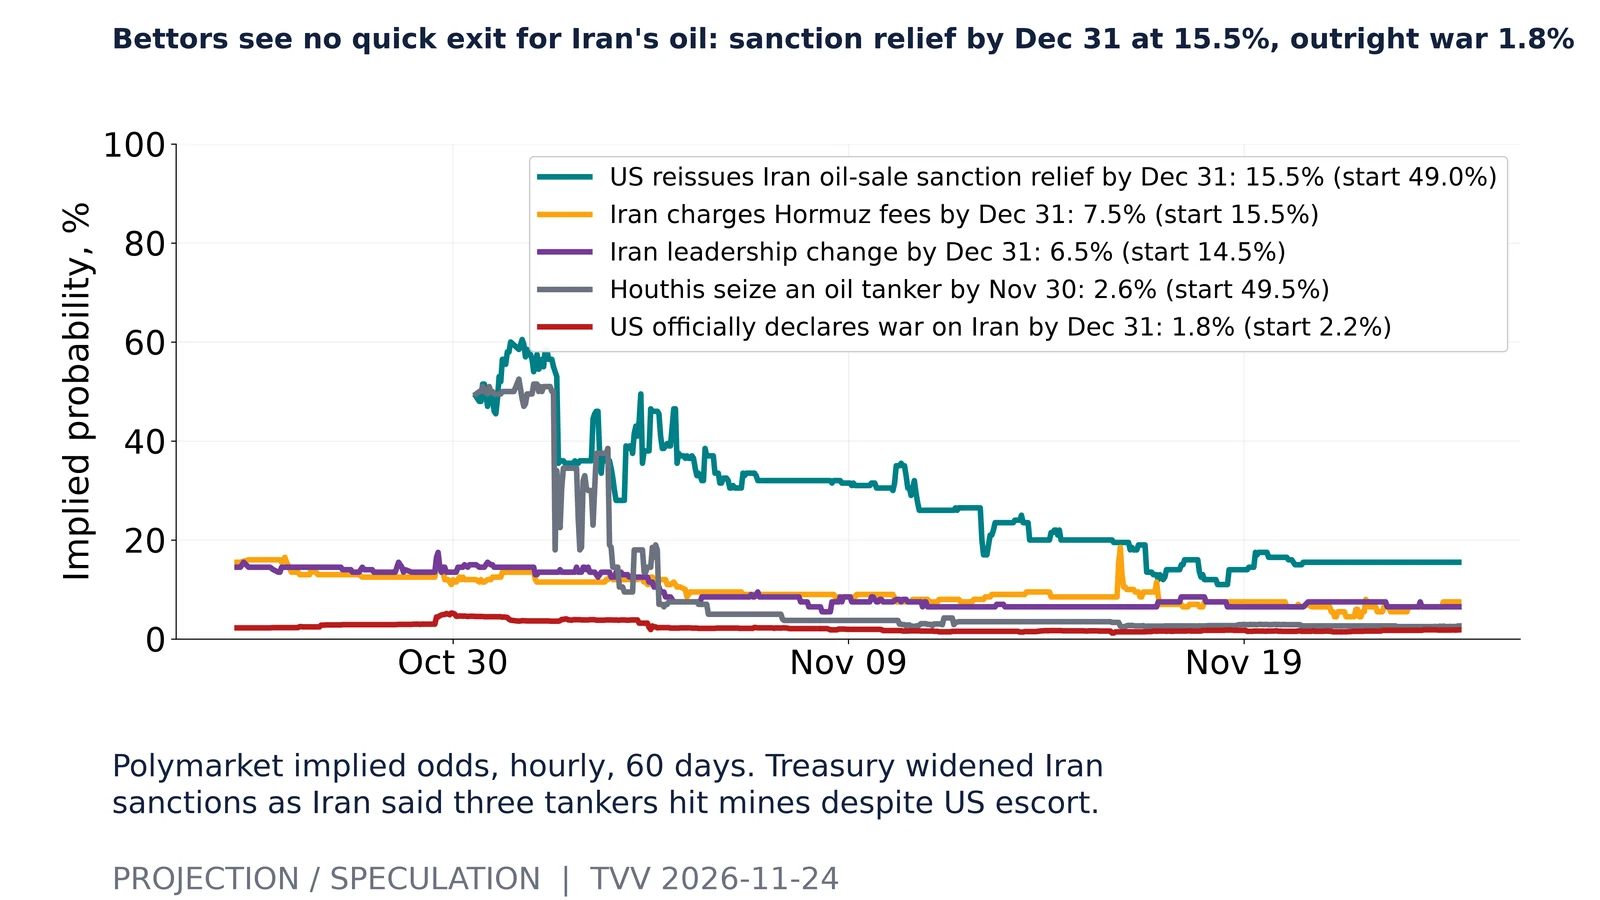 Bettors see no quick exit for Iran's oil: sanction relief by Dec 31 at 15.5%, outright war 1.8%
100
80
60
40
20
0
Implied probability, %
US reissues Iran oil-sale sanction relief by Dec 31: 15.5% (start 49.0%)
Iran charges Hormuz fees by Dec 31: 7.5% (start 15.5%)
Iran leadership change by Dec 31: 6.5% (start 14.5%)
Houthis seize an oil tanker by Nov 30: 2.6% (start 49.5%)
US officially declares war on Iran by Dec 31: 1.8% (start 2.2%)
Oct 30
Nov 09
Nov 19
Polymarket implied odds, hourly, 60 days. Treasury widened Iran
sanctions as Iran said three tankers hit mines despite US escort.
PROJECTION / SPECULATION | TVV 2026-11-24